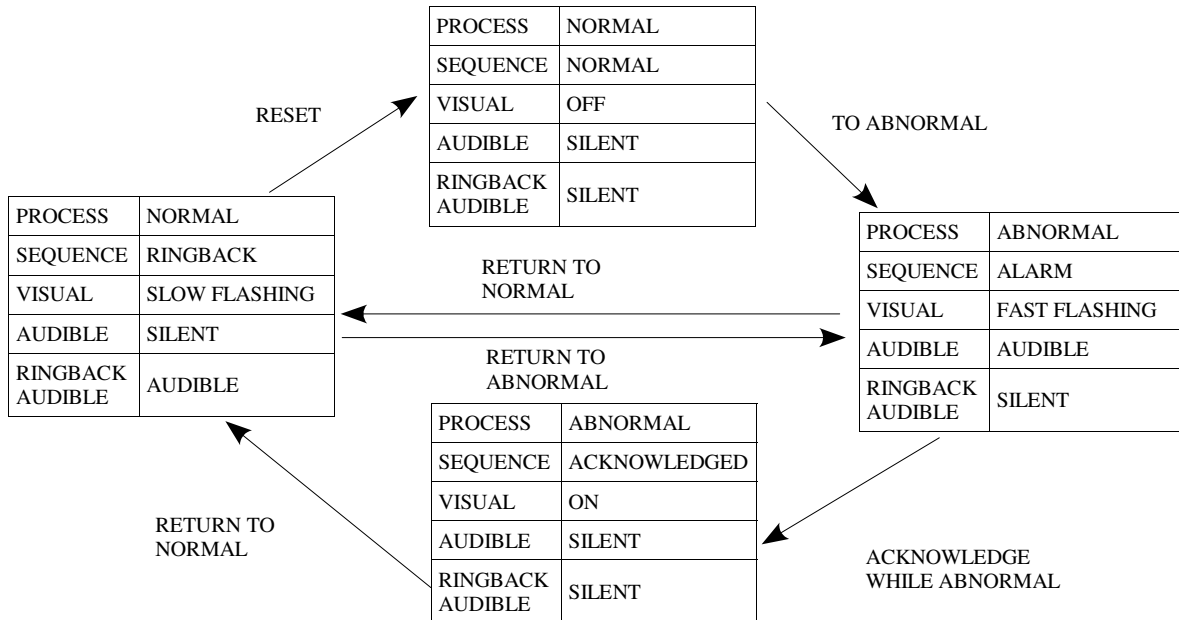 PROCESS NORMAL
SEQUENCE NORMAL
VISUAL OFF
AUDIBLE SILENT
RINGBACK
AUDIBLE SILENT
RESET
TO ABNORMAL
PROCESS NORMAL
SEQUENCE RINGBACK
VISUAL SLOW FLASHING
AUDIBLE SILENT
RINGBACK
AUDIBLE AUDIBLE
RETURN TO
NORMAL
RETURN TO
ABNORMAL
PROCESS ABNORMAL
SEQUENCE ALARM
VISUAL FAST FLASHING
AUDIBLE AUDIBLE
RINGBACK
AUDIBLE SILENT
PROCESS ABNORMAL
SEQUENCE ACKNOWLEDGED
VISUAL ON
AUDIBLE SILENT
RINGBACK
AUDIBLE SILENT
RETURN TO
NORMAL
ACKNOWLEDGE
WHILE ABNORMAL